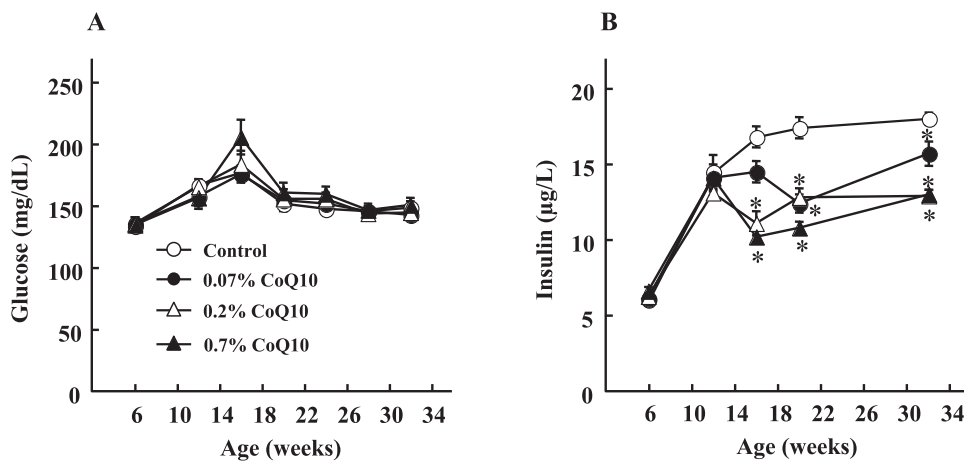 A
Glucose (mg/dL)
250
200
150
100
50
0
Control
0.07% CoQ10
0.2% CoQ10
0.7% CoQ10
6 10 14 18 22 26 30 34
Age (weeks)
B
Insulin (µg/L)
20
15
10
5
0
*
* *
* *
* *
* *
6 10 14 18 22 26 30 34
Age (weeks)